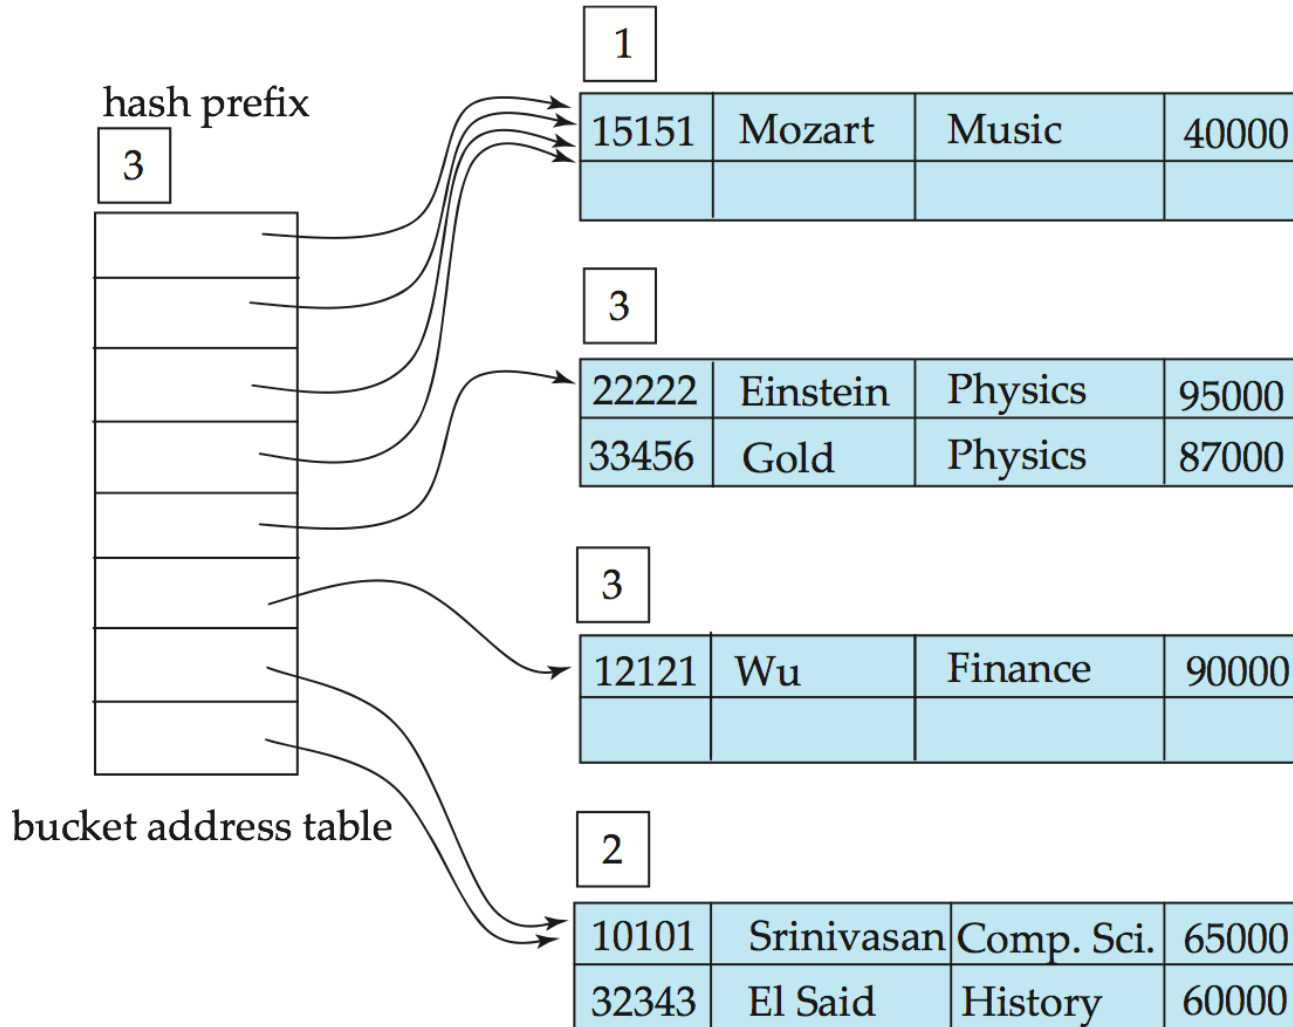 1
hash prefix
3
15151 Mozart Music 40000
3
22222 Einstein Physics 95000
33456 Gold Physics 87000
3
12121 Wu Finance 90000
bucket address table
2
10101 Srinivasan Comp. Sci. 65000
32343 El Said History 60000